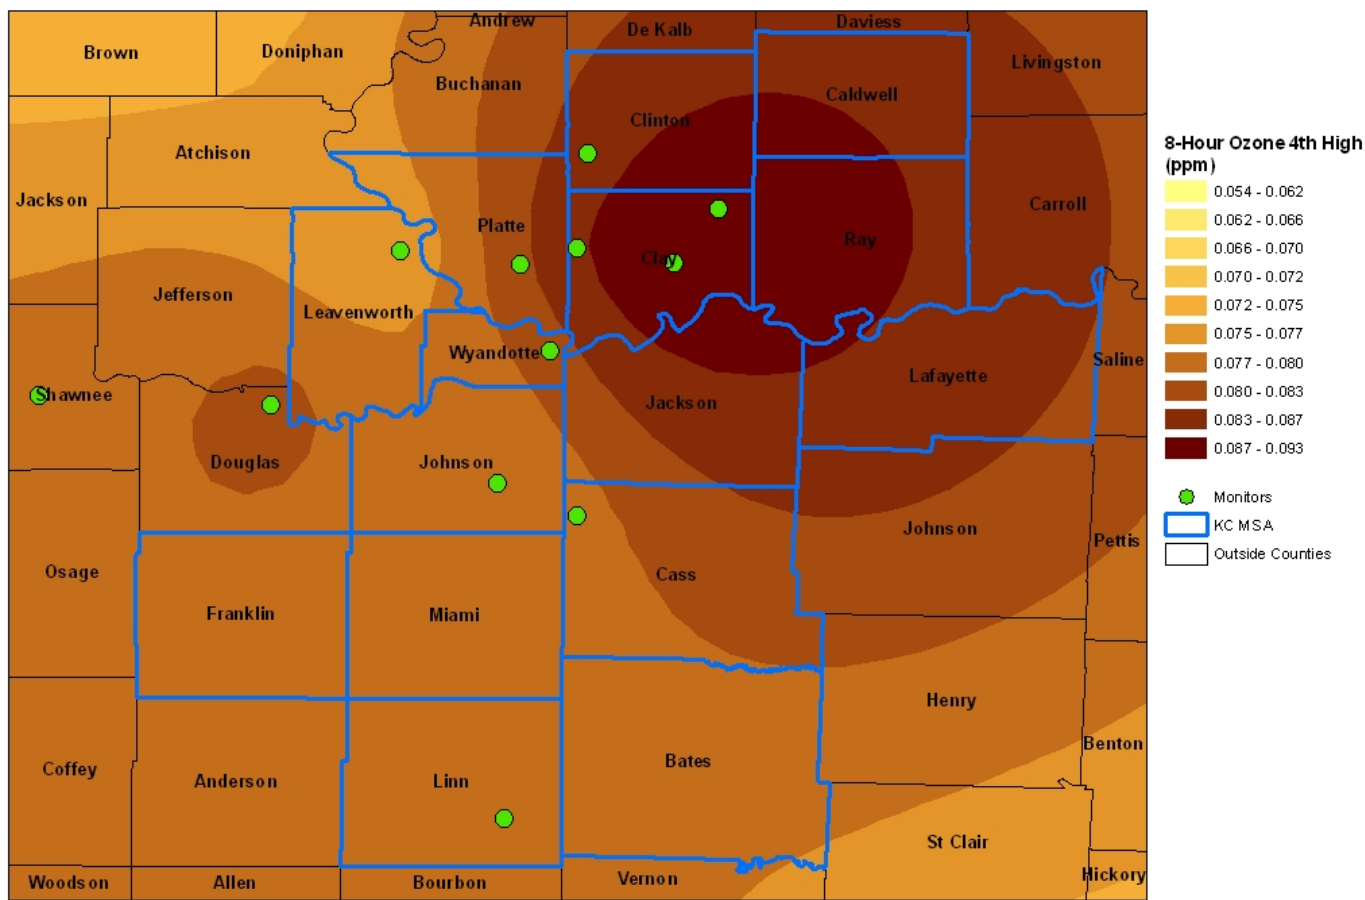 Andrew
Daviess
De Kalb
Brown
Doniphan
Livingston
Buchanan
Caldwell
Clinton
Atchison
Jackson
Carroll
Platte
Ray
Clay
Jefferson
Leavenworth
Wyandotte
Saline
Lafayette
Shawnee
Jackson
Douglas
Johnson
Johnson
Pettis
Osage
Cass
Franklin
Miami
Henry
Benton
Bates
Coffey
Anderson
Linn
St Clair
Hickory
Woodson
Allen
Bourbon
Vernon
8-Hour Ozone 4th High
(ppm)
0.054 - 0.062
0.062 - 0.066
0.066 - 0.070
0.070 - 0.072
0.072 - 0.075
0.075 - 0.077
0.077 - 0.080
0.080 - 0.083
0.083 - 0.087
0.087 - 0.093
Monitors
KC MSA
Outside Counties